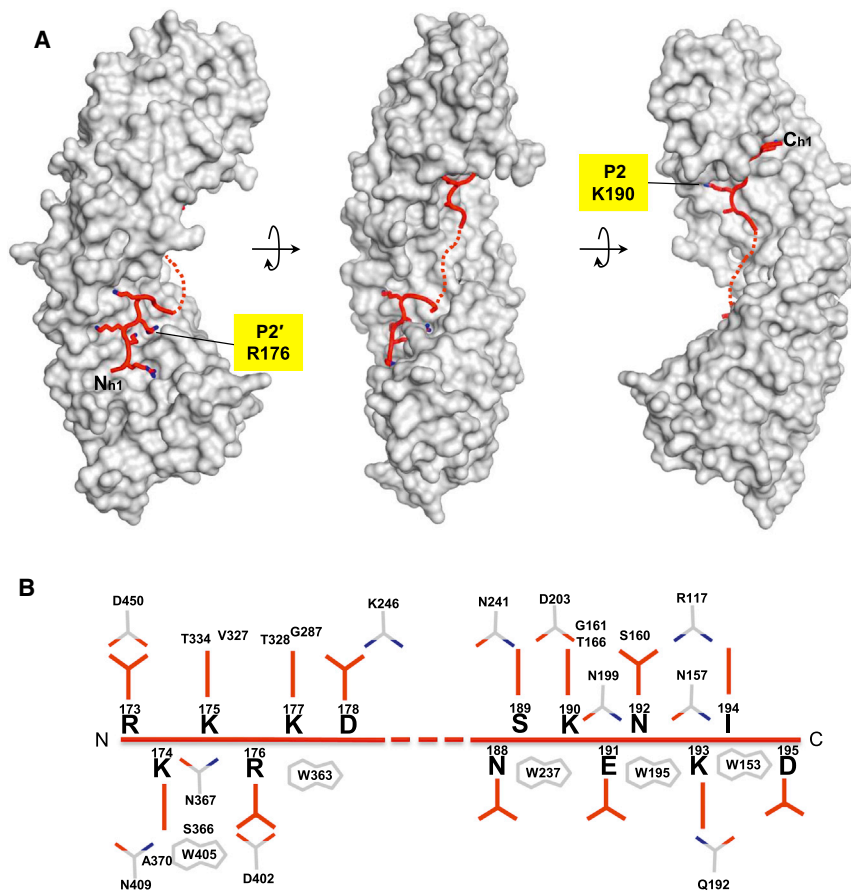 A
P2
K190
Ch1
P2′
R176
Nh1
B
D450
K246
N241
D203
R117
T334 V327
T328 G287
G161
T166
S160
N199
N157
173
R
175
K
177
K
178
D
189
S
190
K
192
N
194
I
N
C
174
K
176
R
W363
188
N
W237
191
E
W195
193
K
W153
195
D
N367
S366
A370
W405
N409
D402
Q192